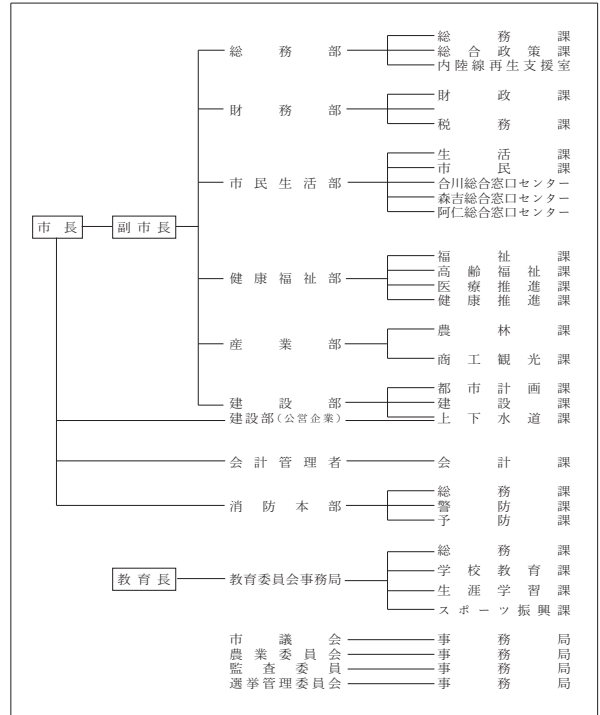 総務課
総務部 総合政策課
内陸線再生支援室
財政課
財務部
税務課
生活課
市民課
市民生活部 合川総合窓口センター
森吉総合窓口センター
阿仁総合窓口センター
市長 副市長
福祉課
高齢福祉課
健康福祉部
医療推進課
健康推進課
農林課
産業部
商工観光課
都市計画課
建設部 建設課
建設部(公営企業) 上下水道課
会計管理者 会計課
総務課
消防本部 警防課
予防課
総務課
学校教育課
教育長 教育委員会事務局
生涯学習課
スポーツ振興課
市議会 事務局
農業委員会 事務局
監査委員 事務局
選挙管理委員会 事務局